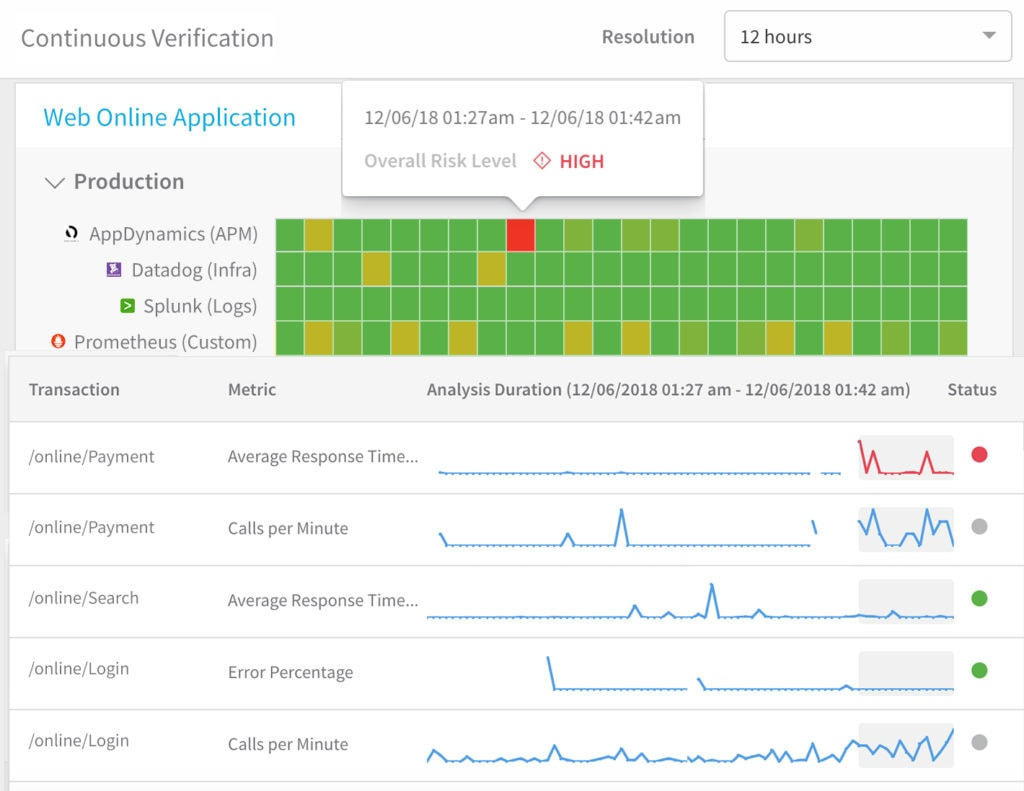 Continuous Verification
Resolution
12 hours
Web Online Application
12/06/18 01:27am - 12/06/18 01:42am
Overall Risk Level HIGH
Production
AppDynamics (APM)
Datadog (Infra)
Splunk (Logs)
Prometheus (Custom)
Transaction Metric Analysis Duration (12/06/2018 01:27 am - 12/06/2018 01:42 am) Status
/online/Payment Average Response Time...
/online/Payment Calls per Minute
/online/Search Average Response Time...
/online/Login Error Percentage
/online/Login Calls per Minute